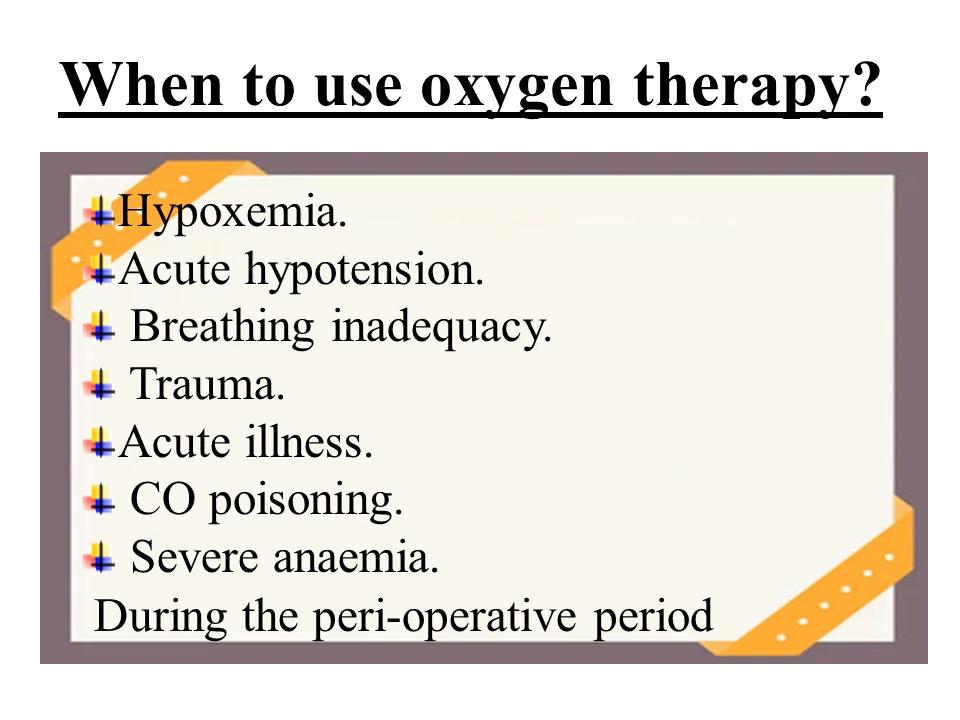 When to use oxygen therapy?
Hypoxemia.
Acute hypotension.
Breathing inadequacy.
Trauma.
Acute illness.
CO poisoning.
Severe anaemia.
During the peri-operative period